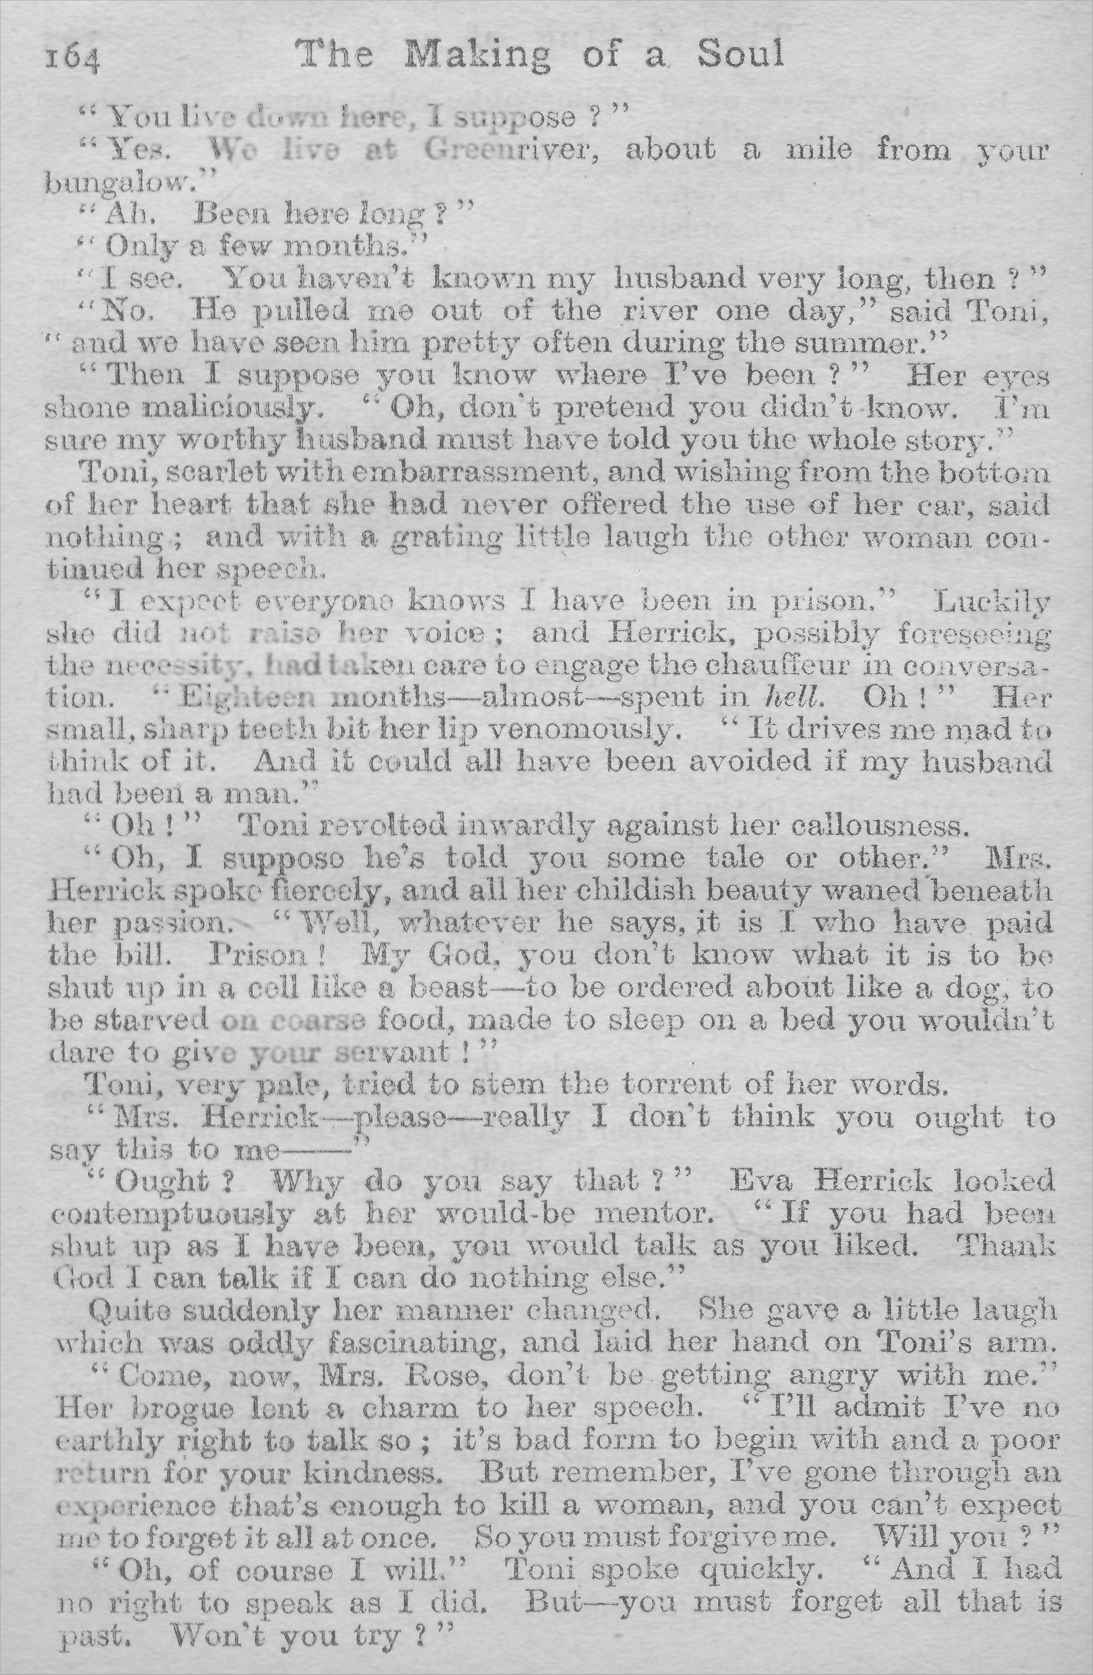 164 The Making of a Soul
“ You live down here, I suppose ? ”
“ Yes. We live at Greenriver, about a mile from your
bungalow.”
“ Ah. Been here long ? ”
“ Only a few months.”
“ I see. You haven’t known my husband very long, then ? ”
“ No. He pulled me out of the river one day,” said Toni,
“ and we have seen him pretty often during the summer.”
“ Then I suppose you know where I’ve been ? ” Her eyes
shone maliciously. “ Oh, don’t pretend you didn’t know. I’m
sure my worthy husband must have told you the whole story.”
Toni, scarlet with embarrassment, and wishing from the bottom
of her heart that she had never offered the use of her car, said
nothing ; and with a grating little laugh the other woman con-
tinued her speech.
“ I expect everyone knows I have been in prison.” Luckily
she did not raise her voice ; and Herrick, possibly foreseeing
the necessity, had taken care to engage the chauffeur in conversa-
tion. “ Eighteen months—almost—spent in hell. Oh ! ” Her
small, sharp teeth bit her lip venomously. “ It drives me mad to
think of it. And it could all have been avoided if my husband
had been a man.”
“ Oh ! ” Toni revolted inwardly against her callousness.
“ Oh, I suppose he’s told you some tale or other.” Mrs.
Herrick spoke fiercely, and all her childish beauty waned beneath
her passion. “ Well, whatever he says, it is I who have paid
the bill. Prison ! My God, you don’t know what it is to be
shut up in a cell like a beast—to be ordered about like a dog, to
be starved on coarse food, made to sleep on a bed you wouldn’t
dare to give your servant ! ”
Toni, very pale, tried to stem the torrent of her words.
“ Mrs. Herrick—please—really I don’t think you ought to
say this to me——”
“ Ought ? Why do you say that ? ” Eva Herrick looked
contemptuously at her would-be mentor. “ If you had been
shut up as I have been, you would talk as you liked. Thank
God I can talk if I can do nothing else.”
Quite suddenly her manner changed. She gave a little laugh
which was oddly fascinating, and laid her hand on Toni’s arm.
“ Come, now, Mrs. Rose, don’t be getting angry with me.”
Her brogue lent a charm to her speech. “ I’ll admit I’ve no
earthly right to talk so ; it’s bad form to begin with and a poor
return for your kindness. But remember, I’ve gone through an
experience that’s enough to kill a woman, and you can’t expect
me to forget it all at once. So you must forgive me. Will you ? ”
“ Oh, of course I will.” Toni spoke quickly. “ And I had
no right to speak as I did. But—you must forget all that is
past. Won’t you try ? ”